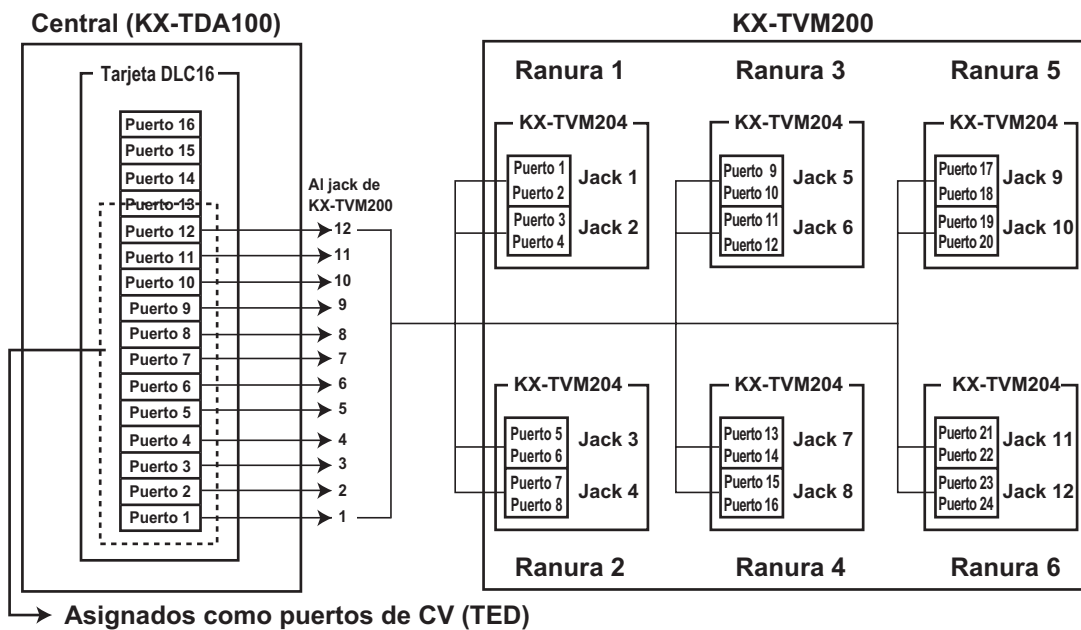 Central (KX-TDA100)
Tarjeta DLC16
Puerto 16
Puerto 15
Puerto 14
Puerto 13
Puerto 12
Puerto 11
Puerto 10
Puerto 9
Puerto 8
Puerto 7
Puerto 6
Puerto 5
Puerto 4
Puerto 3
Puerto 2
Puerto 1
Al jack de
KX-TVM200
12
11
10
9
8
7
6
5
4
3
2
1
Asignados como puertos de CV (TED)
KX-TVM200
Ranura 1
KX-TVM204
Puerto 1
Puerto 2
Jack 1
Puerto 3
Puerto 4
Jack 2
Ranura 3
KX-TVM204
Puerto 9
Puerto 10
Jack 5
Puerto 11
Puerto 12
Jack 6
Ranura 5
KX-TVM204
Puerto 17
Puerto 18
Jack 9
Puerto 19
Puerto 20
Jack 10
KX-TVM204
Puerto 5
Puerto 6
Jack 3
Puerto 7
Puerto 8
Jack 4
Ranura 2
KX-TVM204
Puerto 13
Puerto 14
Jack 7
Puerto 15
Puerto 16
Jack 8
Ranura 4
KX-TVM204
Puerto 21
Puerto 22
Jack 11
Puerto 23
Puerto 24
Jack 12
Ranura 6